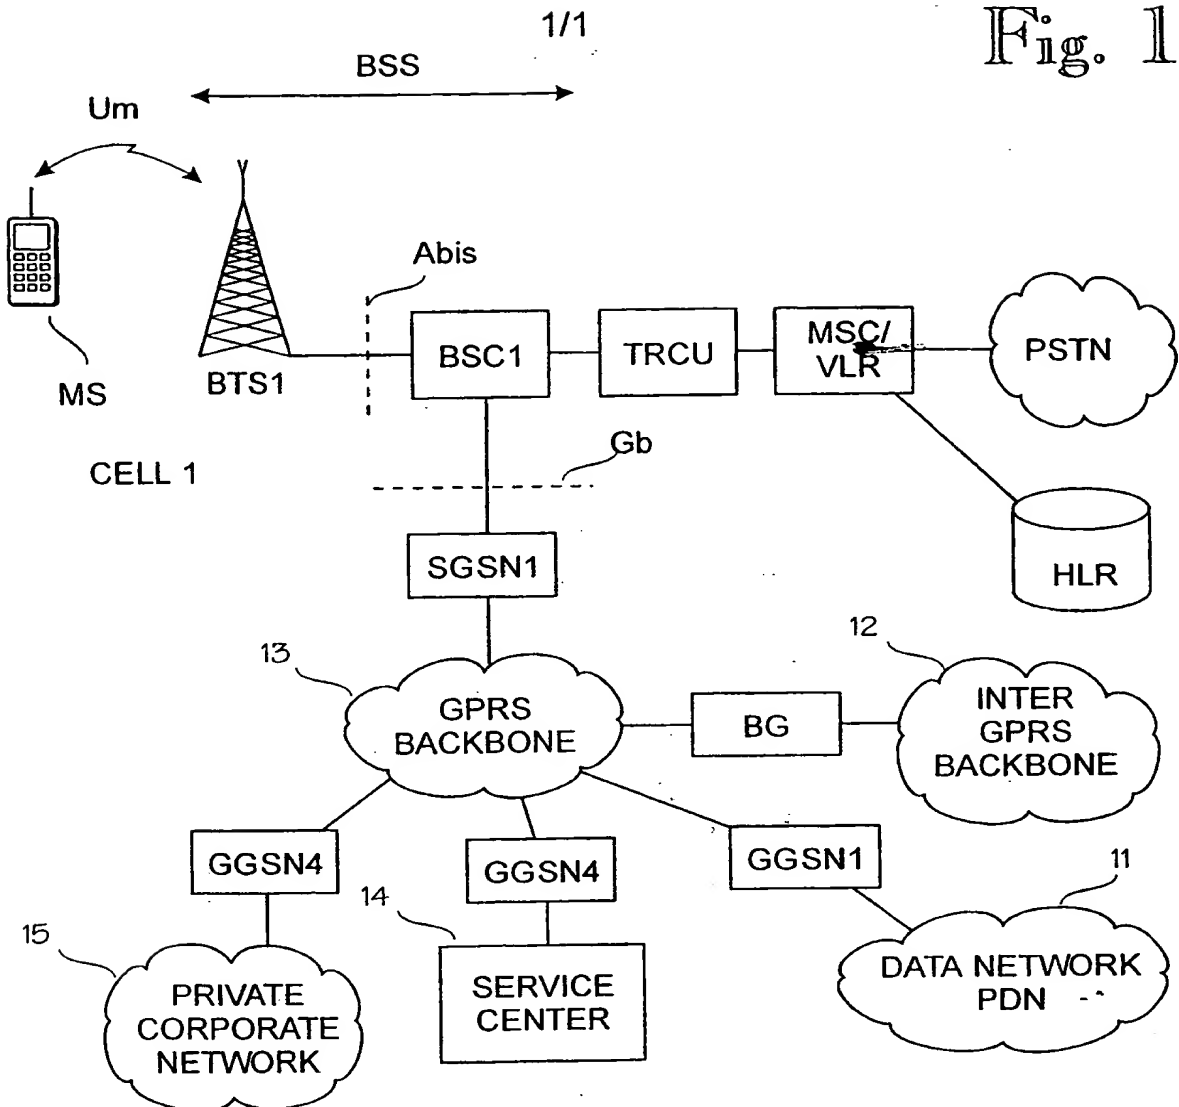 1/1
Fig. 1
BSS
Um
Abis
MS
BTS1
BSC1
TRCU
MSC/
VLR
PSTN
CELL 1
Gb
SGSN1
HLR
13
12
GPRS
BACKBONE
BG
INTER
GPRS
BACKBONE
GGSN4
GGSN4
GGSN1
11
14
15
PRIVATE
CORPORATE
NETWORK
SERVICE
CENTER
DATA NETWORK
PDN